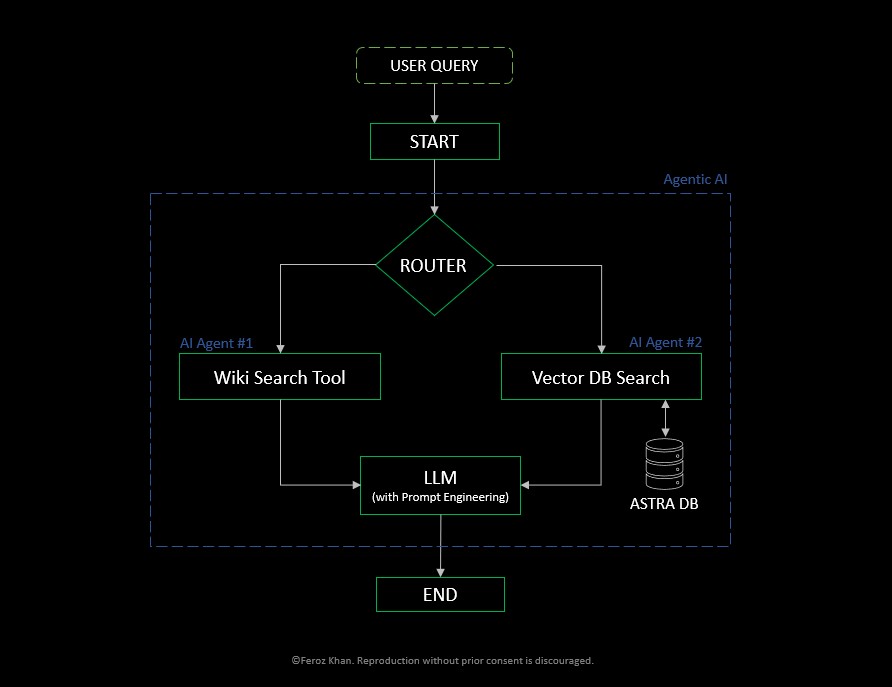 USER QUERY
START
Agentic AI
ROUTER
AI Agent #1
AI Agent #2
Wiki Search Tool
Vector DB Search
LLM
(with Prompt Engineering)
ASTRA DB
END
©Feroz Khan. Reproduction without prior consent is discouraged.